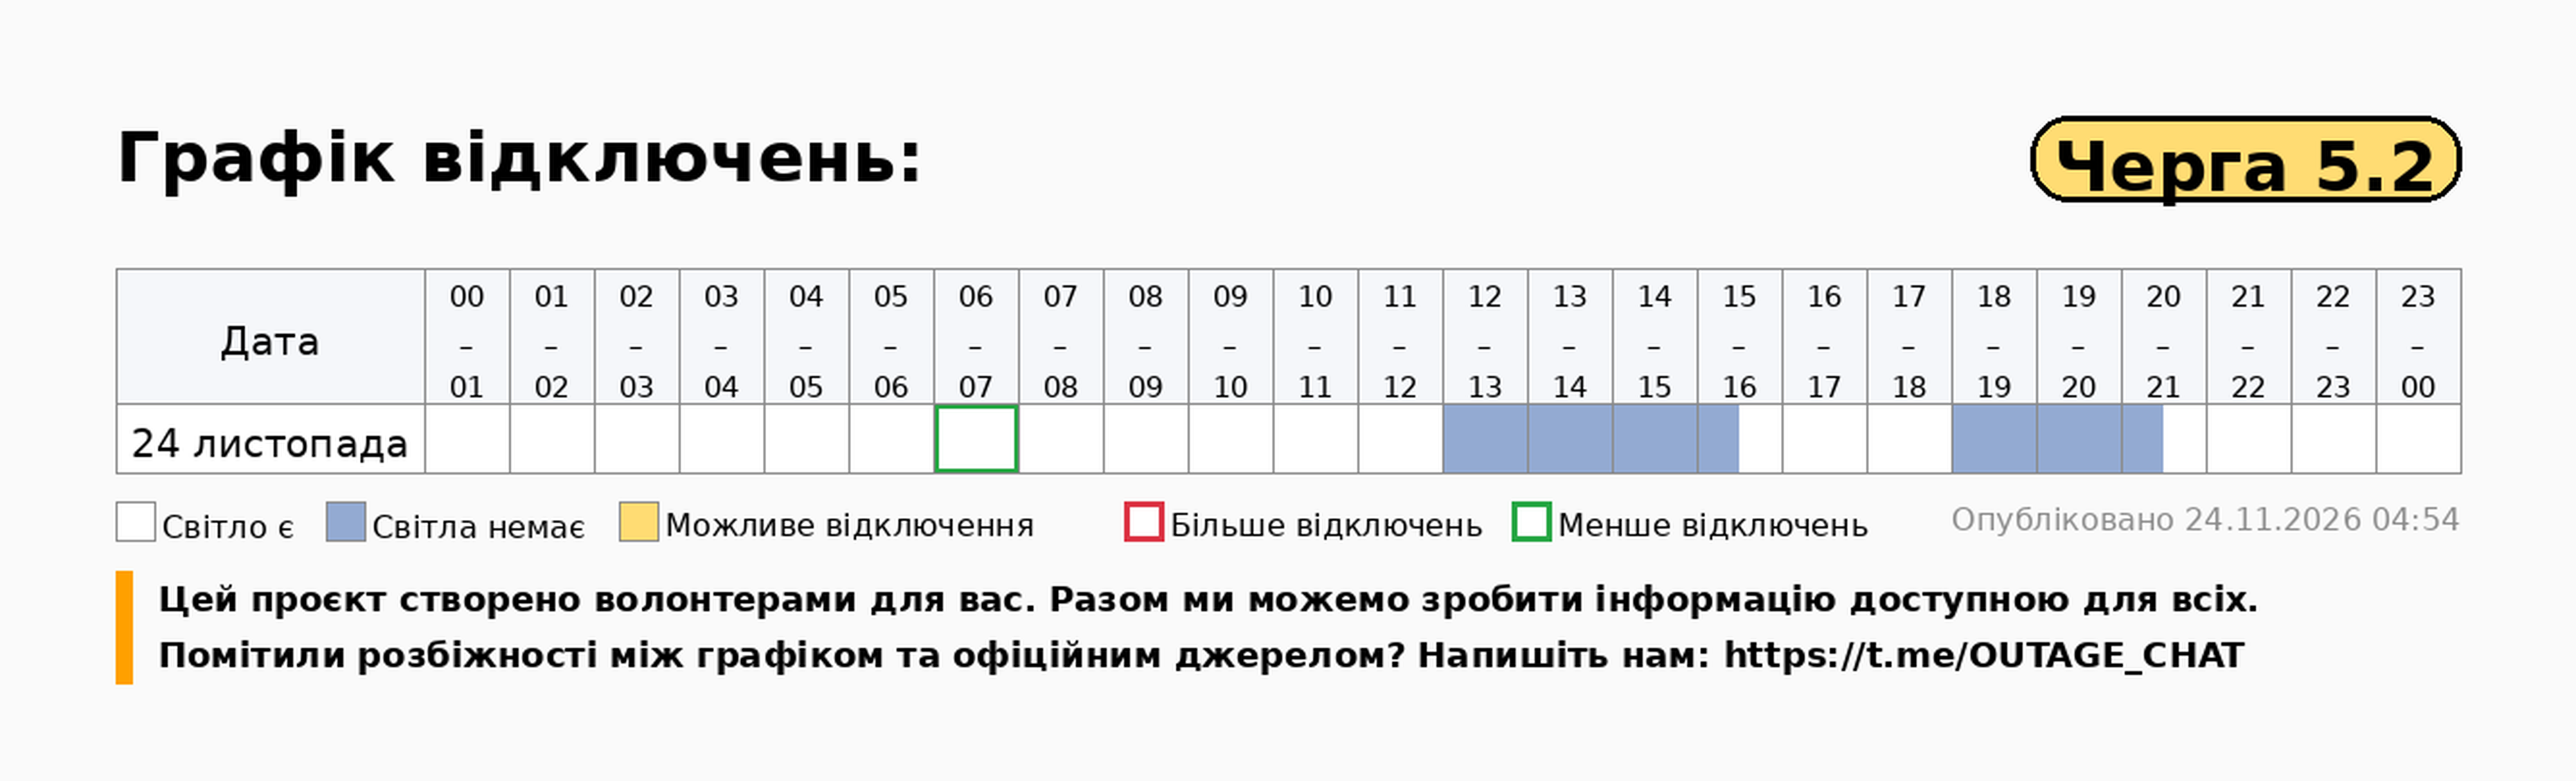 Графік відключень:
Черга 5.2
Дата
00 – 01
01 – 02
02 – 03
03 – 04
04 – 05
05 – 06
06 – 07
07 – 08
08 – 09
09 – 10
10 – 11
11 – 12
12 – 13
13 – 14
14 – 15
15 – 16
16 – 17
17 – 18
18 – 19
19 – 20
20 – 21
21 – 22
22 – 23
23 – 00
24 листопада
Світло є
Світла немає
Можливе відключення
Більше відключень
Менше відключень
Опубліковано 24.11.2026 04:54
Цей проєкт створено волонтерами для вас. Разом ми можемо зробити інформацію доступною для всіх.
Помітили розбіжності між графіком та офіційним джерелом? Напишіть нам: https://t.me/OUTAGE_CHAT